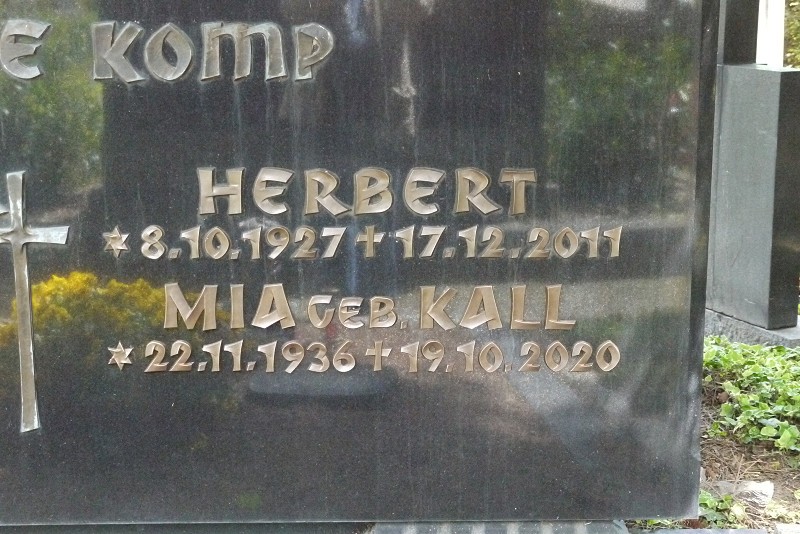 KOMP
HERBERT
* 8.10.1927 † 17.12.2011
MIA GEB. KALL
* 22.11.1936 † 19.10.2020